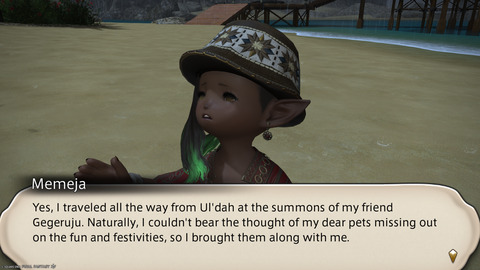 Memeja
Yes, I traveled all the way from Ul'dah at the summons of my friend
Gegeruju. Naturally, I couldn't bear the thought of my dear pets missing out
on the fun and festivities, so I brought them along with me.